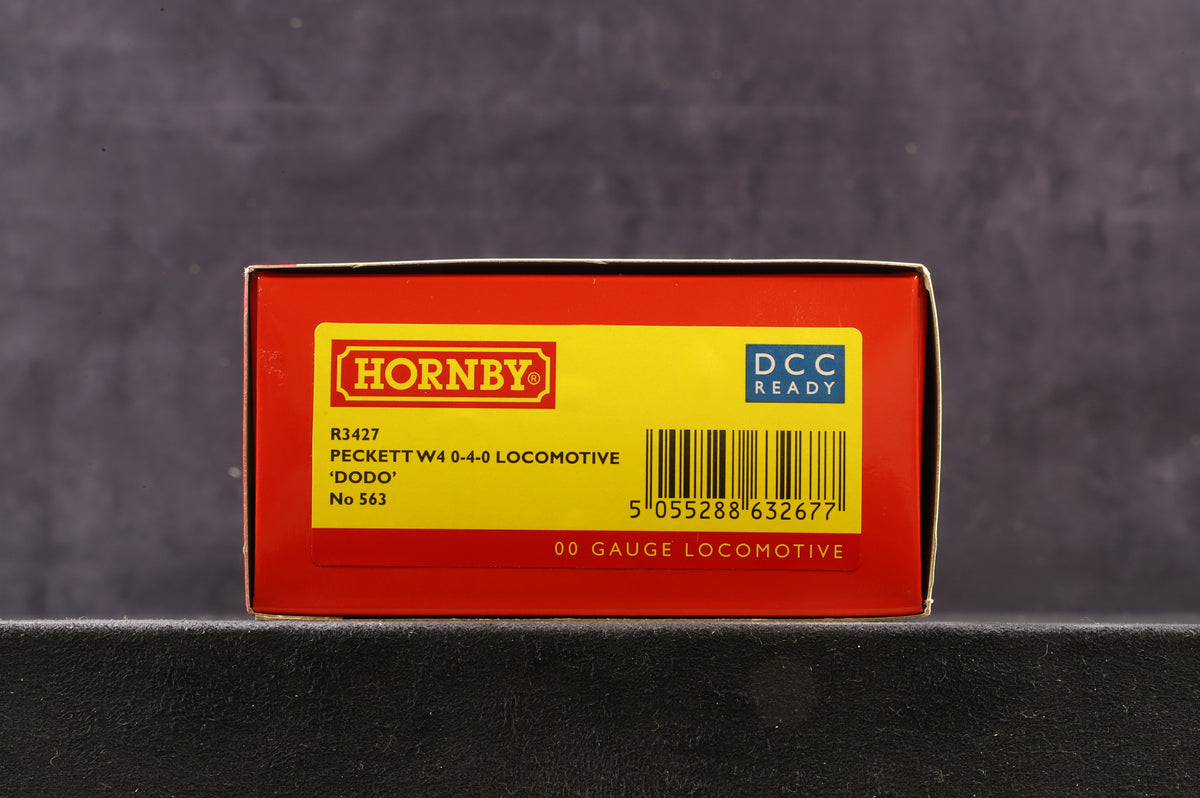 HORNBY®
DCC
READY
R3427
PECKETT W4 0-4-0 LOCOMOTIVE
‘DODO’
No 563
5 055288 632677
00 GAUGE LOCOMOTIVE